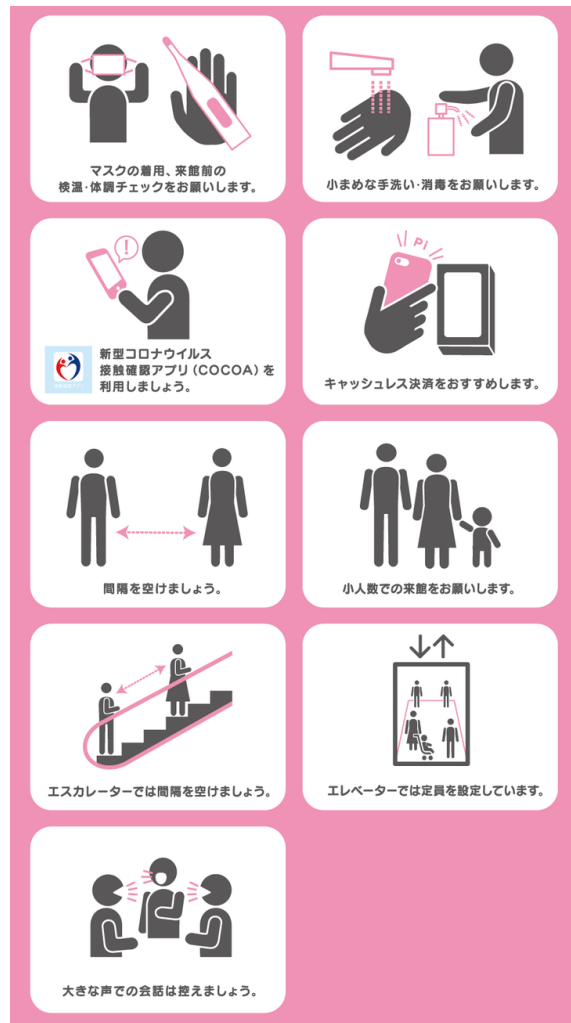 マスクの着用、来館前の
検温・体調チェックをお願いします。
小まめな手洗い・消毒をお願いします。
!
新型コロナウイルス
接触確認アプリ（COCOA）を
利用しましょう。
Pi
キャッシュレス決済をおすすめします。
間隔を空けましょう。
小人数での来館をお願いします。
エスカレーターでは間隔を空けましょう。
エレベーターでは定員を設定しています。
大きな声での会話は控えましょう。